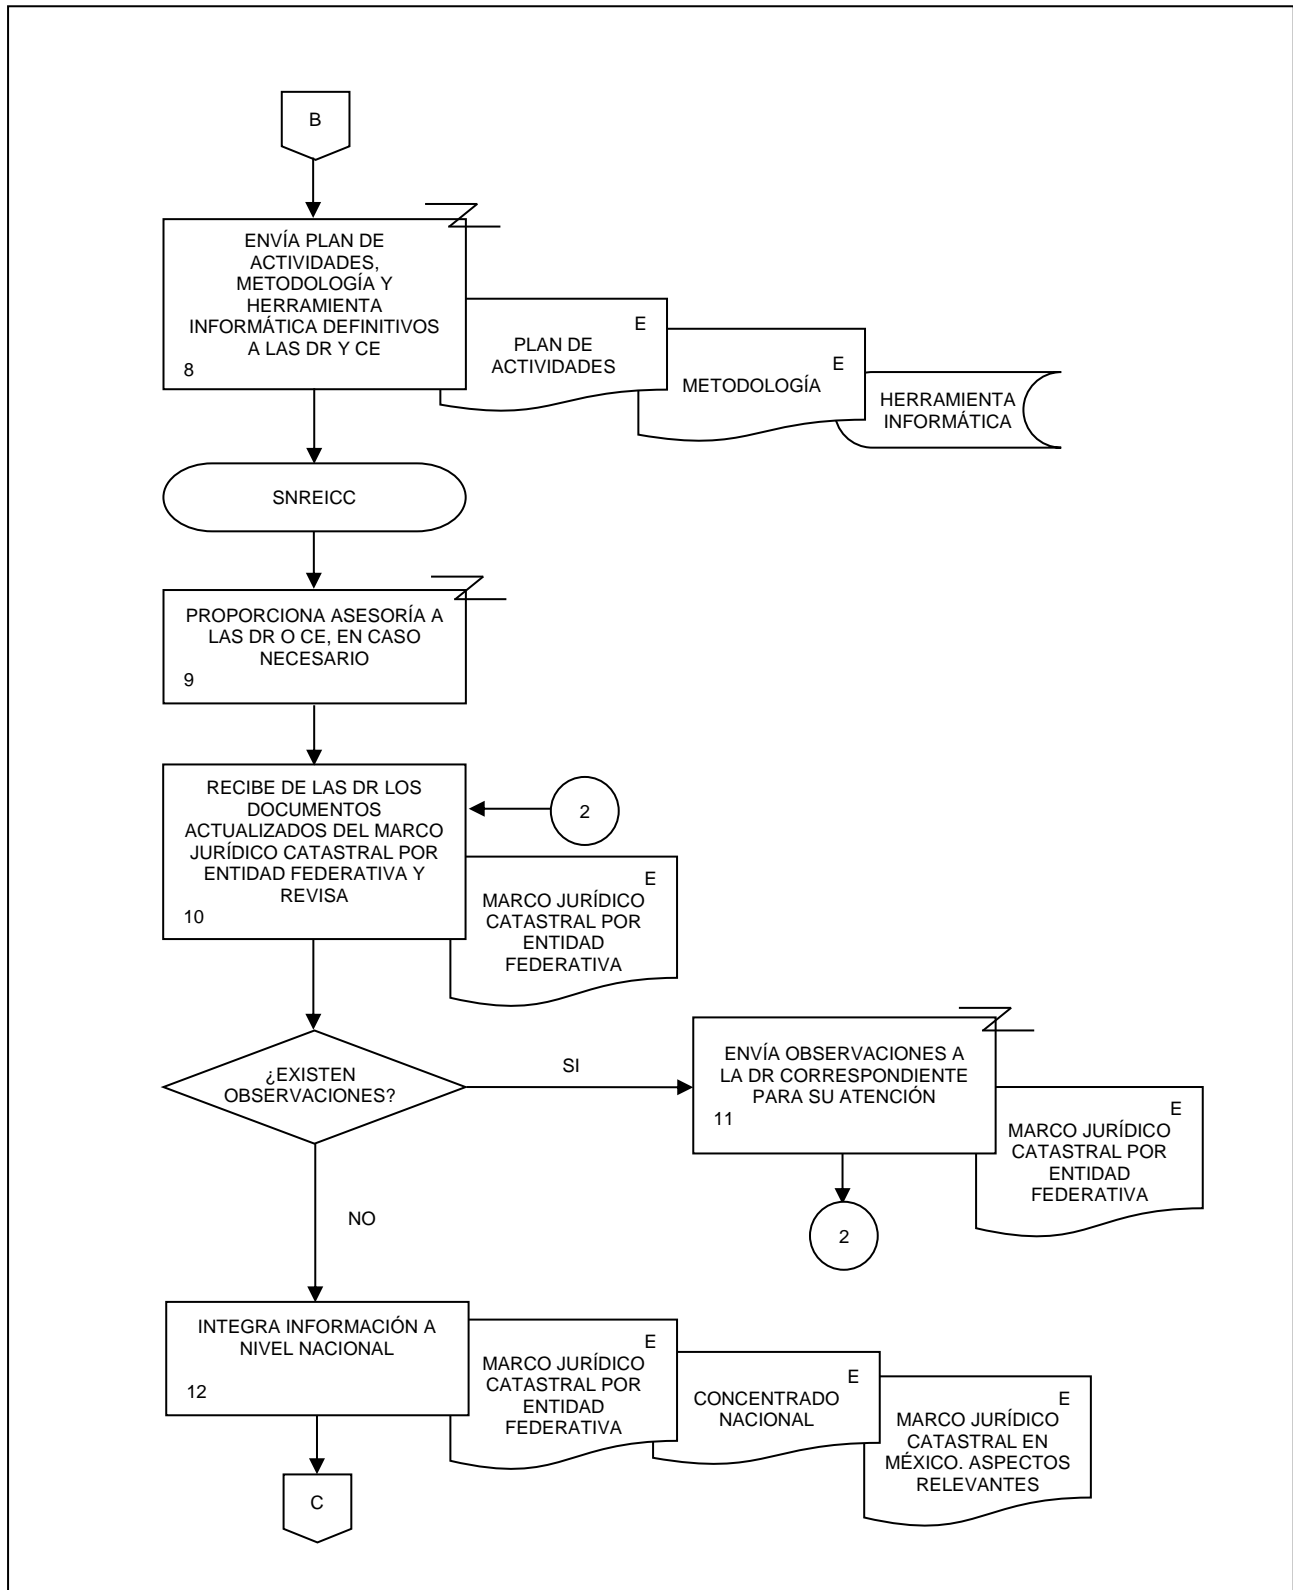 B
ENVÍA PLAN DE
ACTIVIDADES,
METODOLOGÍA Y
HERRAMIENTA
INFORMÁTICA DEFINITIVOS
A LAS DR Y CE
8
E
PLAN DE
ACTIVIDADES
E
METODOLOGÍA
HERRAMIENTA
INFORMÁTICA
SNREICC
PROPORCIONA ASESORÍA A
LAS DR O CE, EN CASO
NECESARIO
9
RECIBE DE LAS DR LOS
DOCUMENTOS
ACTUALIZADOS DEL MARCO
JURÍDICO CATASTRAL POR
ENTIDAD FEDERATIVA Y
REVISA
10
2
E
MARCO JURÍDICO
CATASTRAL POR
ENTIDAD
FEDERATIVA
¿EXISTEN
OBSERVACIONES?
SI
ENVÍA OBSERVACIONES A
LA DR CORRESPONDIENTE
PARA SU ATENCIÓN
11
E
MARCO JURÍDICO
CATASTRAL POR
ENTIDAD
FEDERATIVA
2
NO
INTEGRA INFORMACIÓN A
NIVEL NACIONAL
12
E
MARCO JURÍDICO
CATASTRAL POR
ENTIDAD
FEDERATIVA
E
CONCENTRADO
NACIONAL
E
MARCO JURÍDICO
CATASTRAL EN
MÉXICO. ASPECTOS
RELEVANTES
C